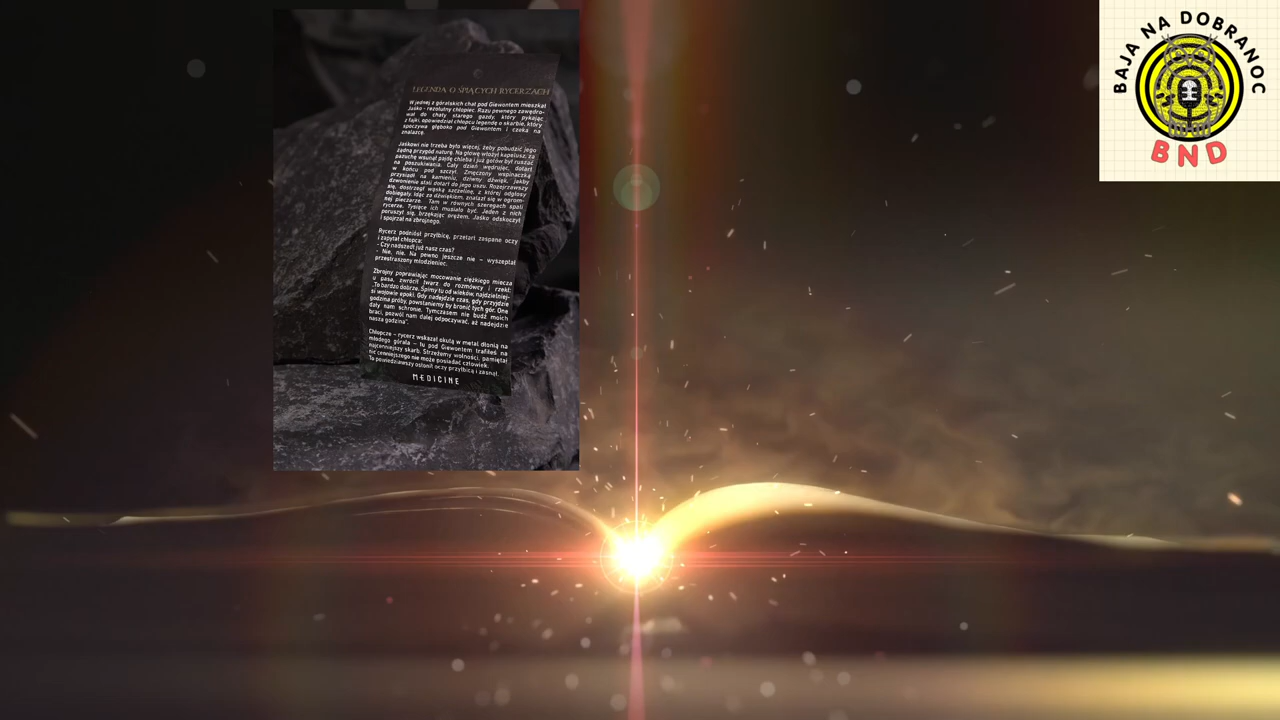 LEGENDA O ŚPIĄCYCH RYCERZACH
W jednej z góralskich chat pod Giewontem mieszkał
Jaśko - rezolutny chłopiec. Razu pewnego zawędro-
wał do chaty starego gazdy, który pykając
z fajki, opowiedział chłopcu legendę o skarbie, który
spoczywa głęboko pod Giewontem i czeka na
znalazcę.
Jaśkowi nie trzeba było więcej, żeby pobudzić jego
żądną przygód naturę. Na głowę włożył kapelusz, za
pazuchę wsunął pajdę chleba i już gotów był ruszać
na poszukiwania. Cały dzień wędrując, dotarł
w końcu pod szczyt. Zmęczony wspinaczką
przysiadł na kamieniu, dziwny dźwięk, jakby
dzwonienie stali dotarł do jego uszu. Rozejrzawszy
się, dostrzegł wąską szczelinę, z której odgłosy
dobiegały. Idąc za dźwiękiem, znalazł się w ogrom-
nej pieczarze. Tam w równych szeregach spali
rycerze. Tysiące ich musiało być. Jeden z nich
poruszył się, brzękając orężem. Jaśko odskoczył
i spojrzał na zbrojnego.
Rycerz podniósł przyłbicę, przetarł zaspane oczy
i zapytał chłopca:
- Czy nadszedł już nasz czas?
- Nie, nie. Na pewno jeszcze nie – wyszeptał
przestraszony młodzieniec.
Zbrojny poprawiając mocowanie ciężkiego miecza
u pasa, zwrócił twarz do rozmówcy i rzekł:
„To bardzo dobrze. Śpimy tu od wieków, najdzielniej-
si wojowie epoki. Gdy nadejdzie czas, gdy przyjdzie
godzina próby, powstaniemy by bronić tych gór. One
dały nam schronie. Tymczasem nie budź moich
braci, pozwól nam dalej odpoczywać, aż nadejdzie
nasza godzina”.
Chłopcze – rycerz wskazał okutą w metal dłonią na
młodego górala – tu pod Giewontem trafiłeś na
najcenniejszy skarb. Strzeżemy wolności, pamiętaj
nic cenniejszego nie może posiadać człowiek.
To powiedziawszy osłonił oczy przyłbicą i zasnął.
MEDICINE
BAJA NA DOBRANOC
BND